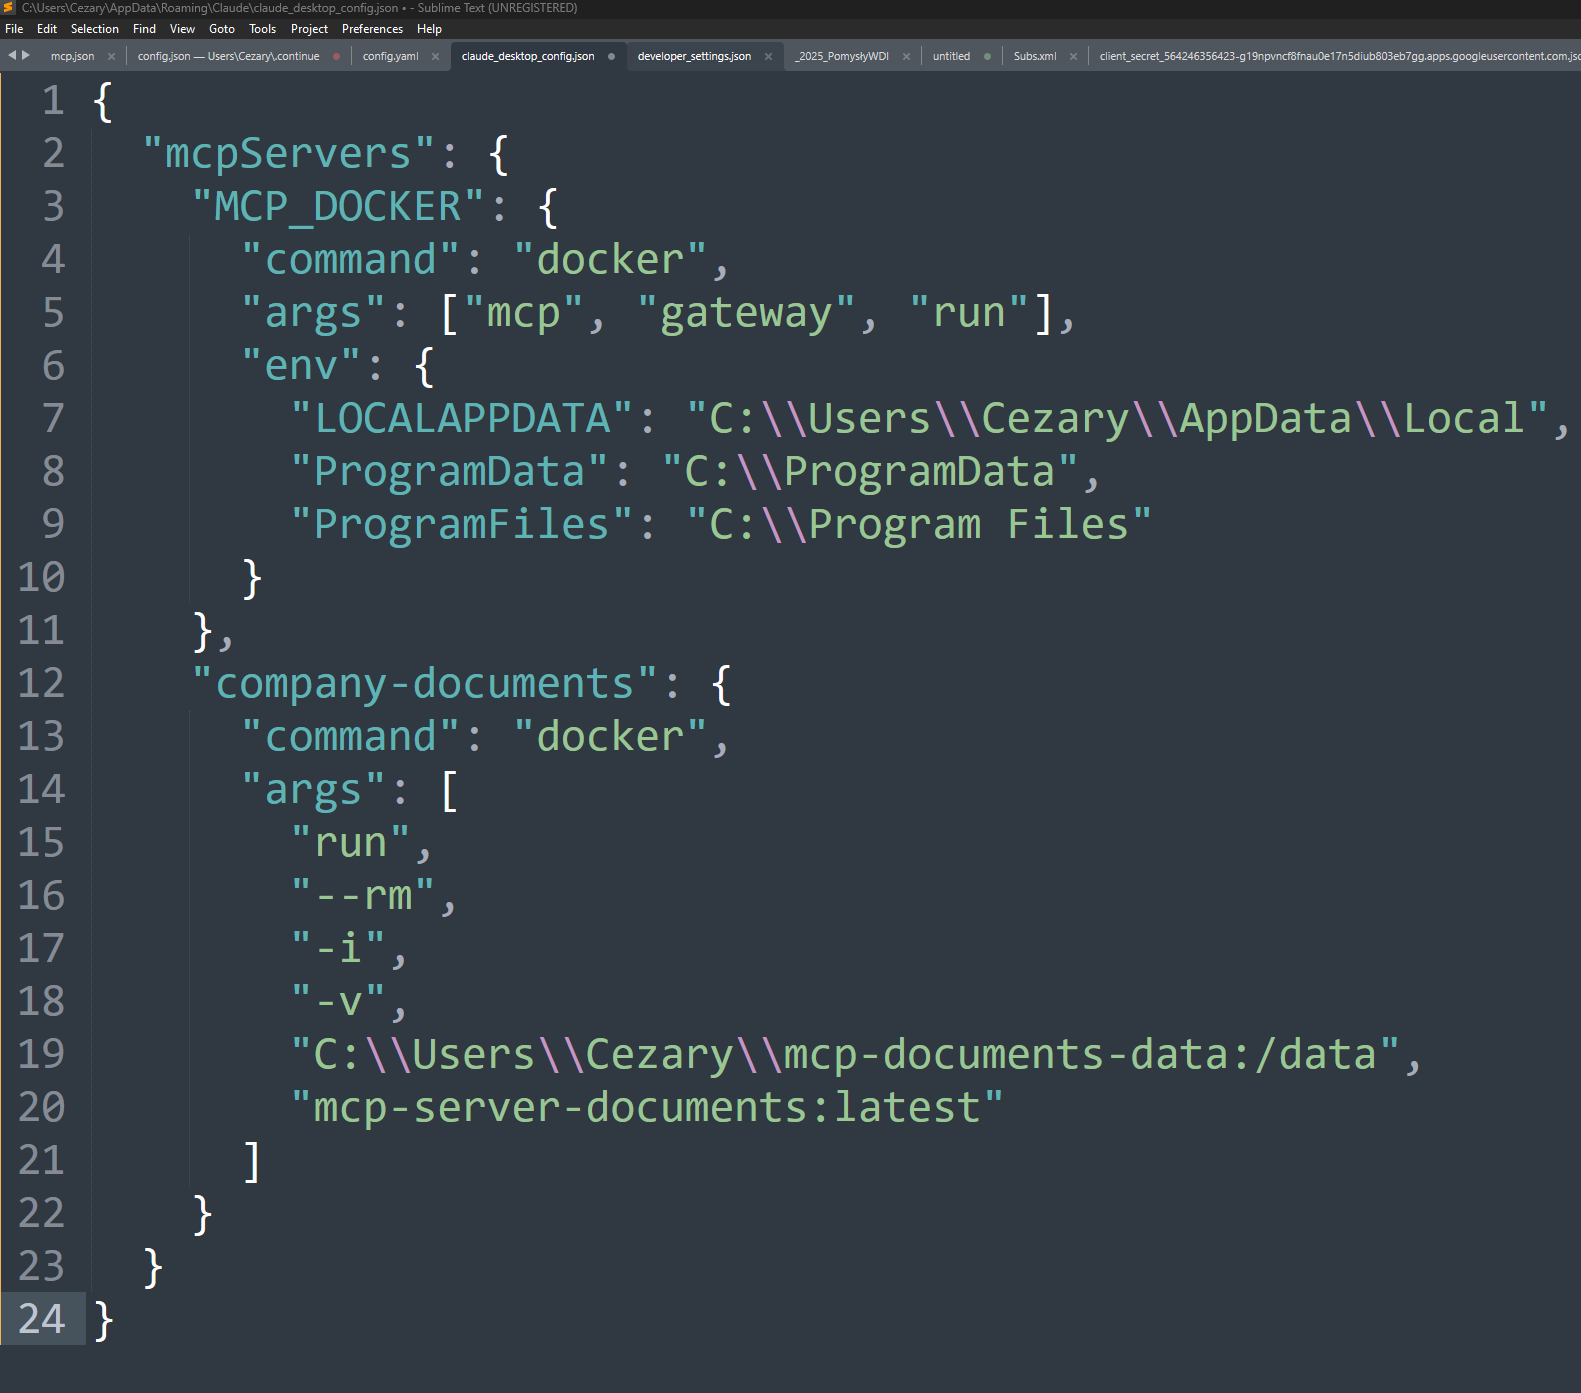 C:\Users\Cezary\AppData\Roaming\Claude\claude_desktop_config.json • - Sublime Text (UNREGISTERED)
File Edit Selection Find View Goto Tools Project Preferences Help
mcp.json config.json — Users\Cezary\.continue config.yaml claude_desktop_config.json developer_settings.json _2025_PomysłyWDI untitled Subs.xml client_secret_564246356423-g19npvncf8fnau0e17n5diub803eb7gg.apps.googleusercontent.com.jso
1 {
2 "mcpServers": {
3 "MCP_DOCKER": {
4 "command": "docker",
5 "args": ["mcp", "gateway", "run"],
6 "env": {
7 "LOCALAPPDATA": "C:\\Users\\Cezary\\AppData\\Local",
8 "ProgramData": "C:\\ProgramData",
9 "ProgramFiles": "C:\\Program Files"
10 }
11 },
12 "company-documents": {
13 "command": "docker",
14 "args": [
15 "run",
16 "--rm",
17 "-i",
18 "-v",
19 "C:\\Users\\Cezary\\mcp-documents-data:/data",
20 "mcp-server-documents:latest"
21 ]
22 }
23 }
24 }